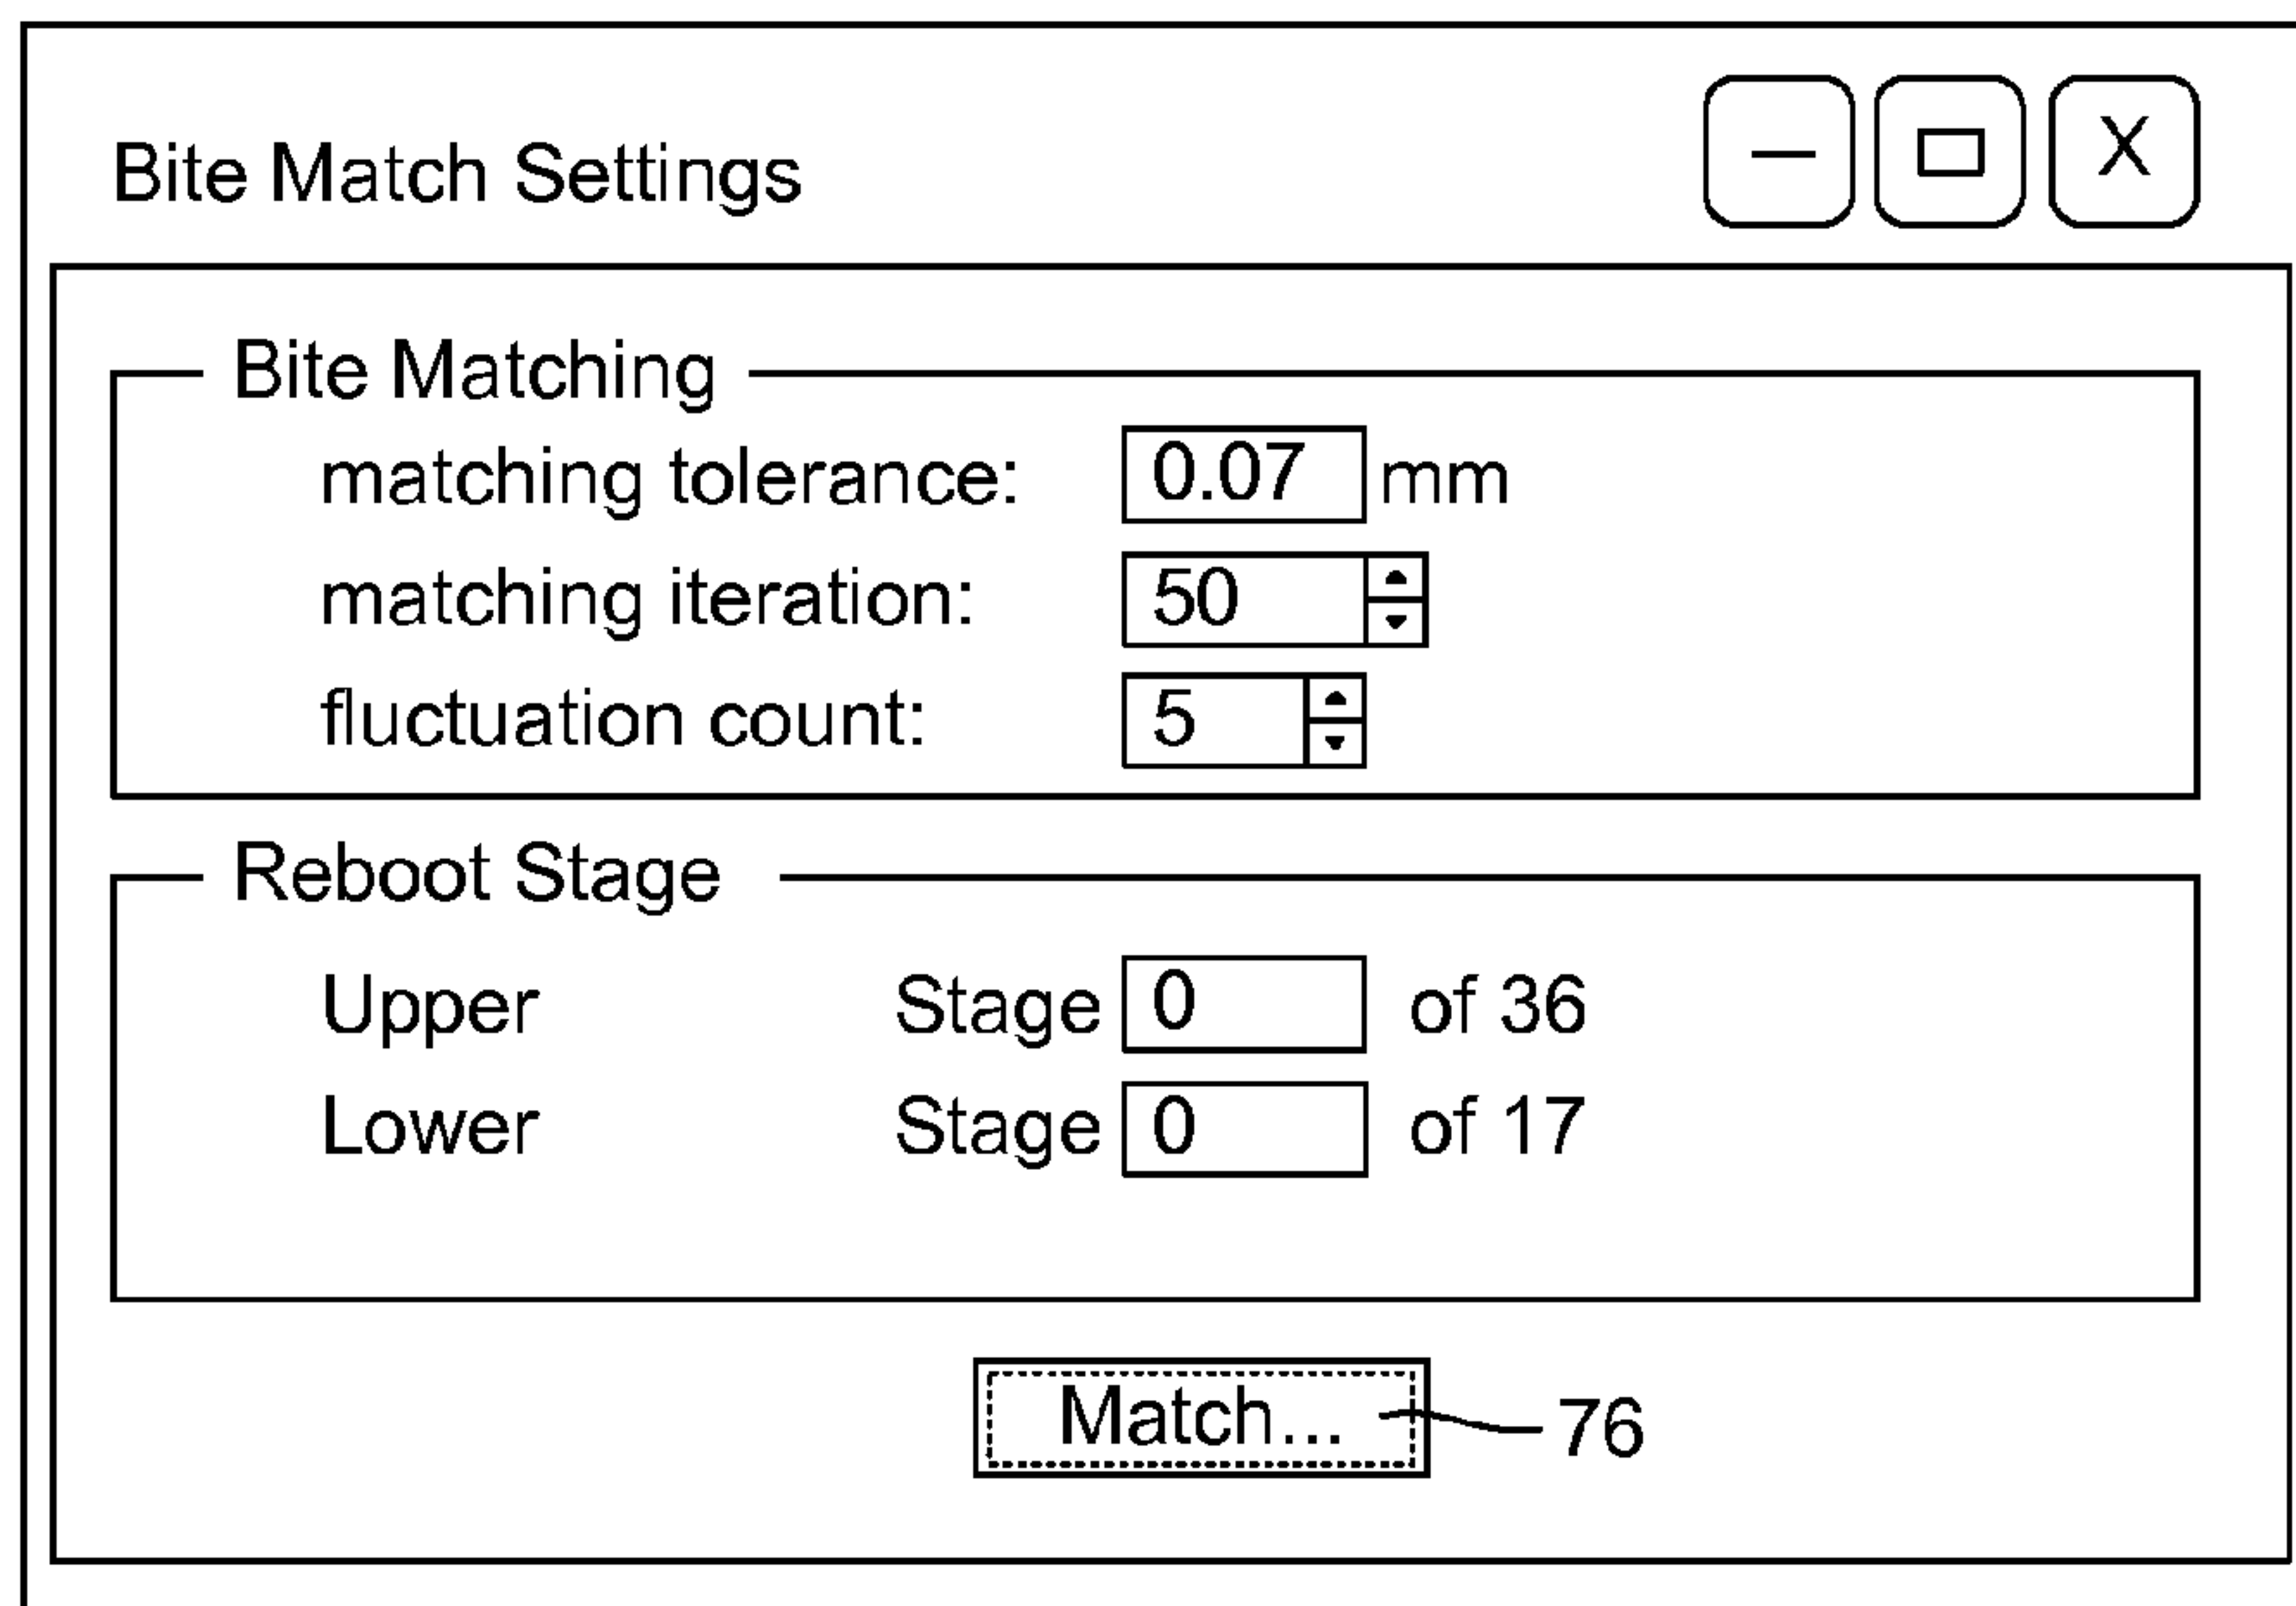 Bite Match Settings
X
Bite Matching
matching tolerance: 0.07 mm
matching iteration: 50
fluctuation count: 5
Reboot Stage
Upper Stage 0 of 36
Lower Stage 0 of 17
Match... 76